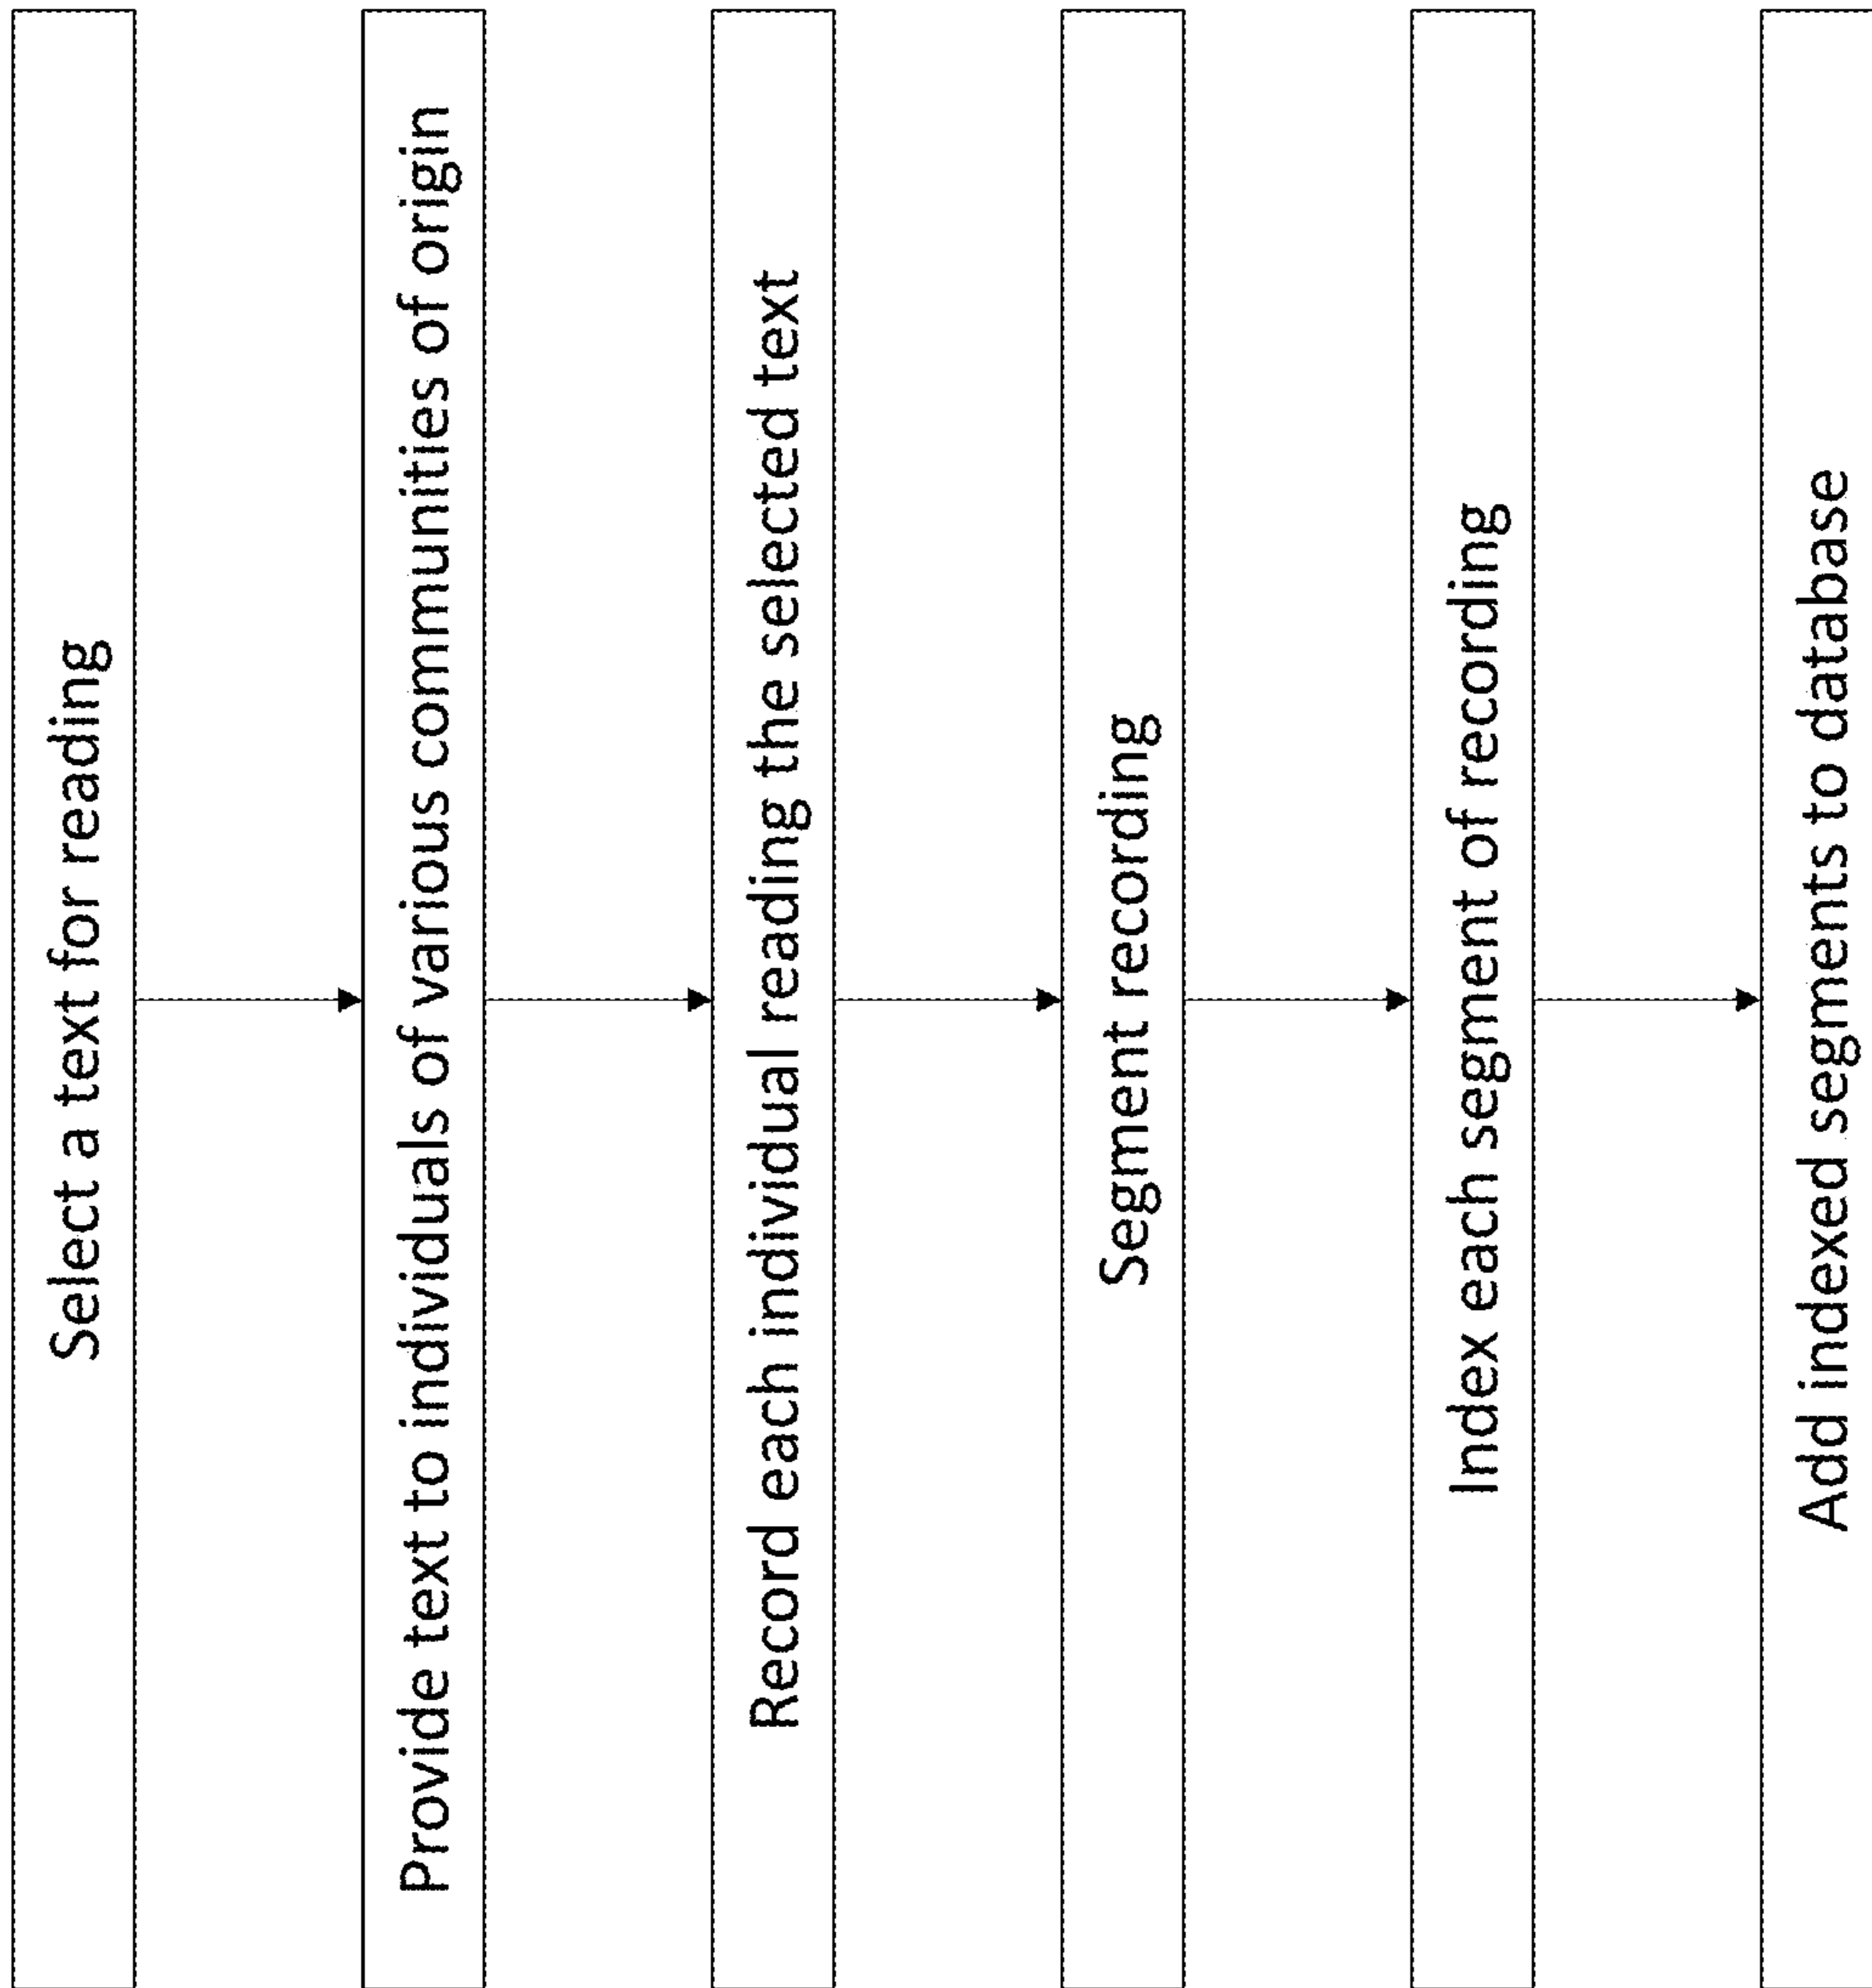 Select a text for reading
Provide text to individuals of various communities of origin
Record each individual reading the selected text
Segment recording
Index each segment of recording
Add indexed segments to database